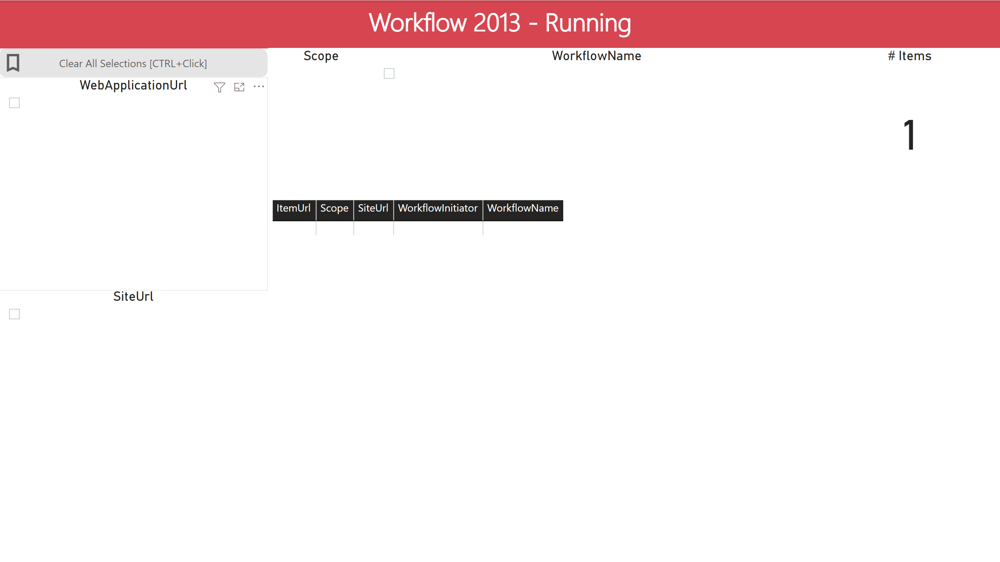 Workflow 2013 - Running
Clear All Selections [CTRL+Click]
Scope
WorkflowName
# Items
WebApplicationUrl
1
ItemUrl Scope SiteUrl WorkflowInitiator WorkflowName
SiteUrl